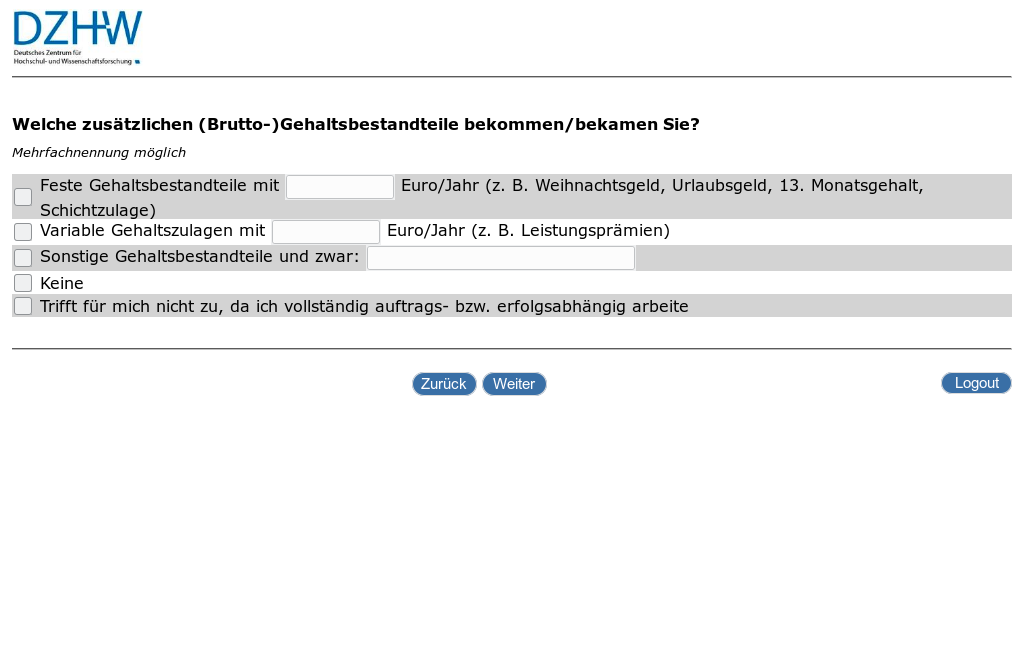 DZHW
Deutsches Zentrum für
Hochschul- und Wissenschaftsforschung
Welche zusätzlichen (Brutto-)Gehaltsbestandteile bekommen/bekamen Sie?
Mehrfachnennung möglich
Feste Gehaltsbestandteile mit Euro/Jahr (z. B. Weihnachtsgeld, Urlaubsgeld, 13. Monatsgehalt,
Schichtzulage)
Variable Gehaltszulagen mit Euro/Jahr (z. B. Leistungsprämien)
Sonstige Gehaltsbestandteile und zwar:
Keine
Trifft für mich nicht zu, da ich vollständig auftrags- bzw. erfolgsabhängig arbeite
Zurück Weiter Logout